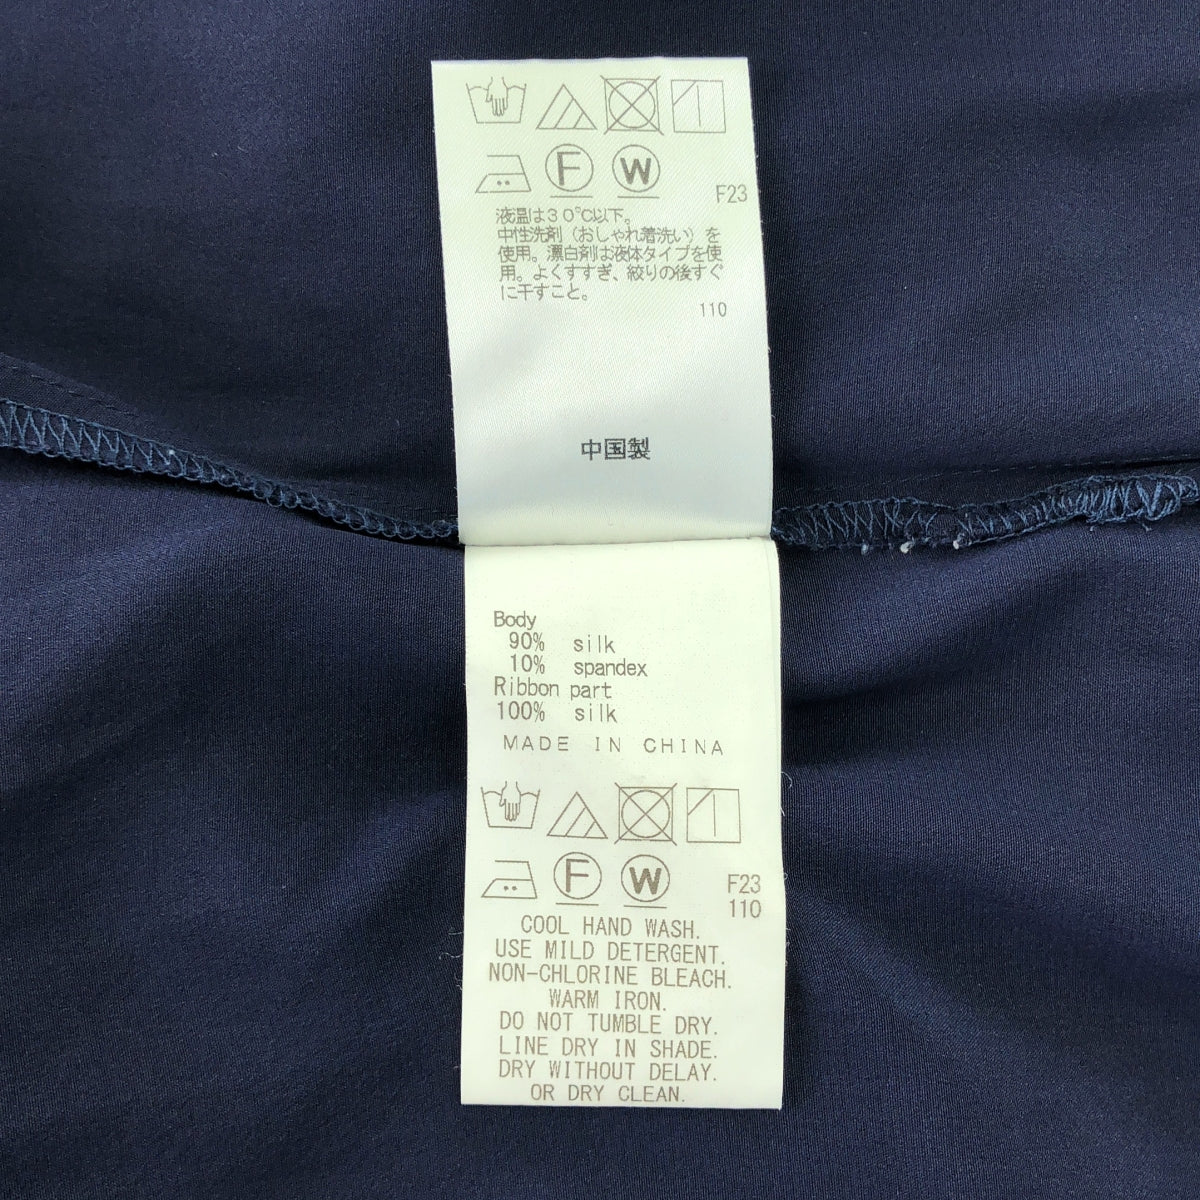 F
W
F23
液温は30℃以下。
中性洗剤（おしゃれ着洗い）を
使用。漂白剤は液体タイプを使
用。よくすすぎ、絞りの後すぐ
に干すこと。
110
中国製
Body
90% silk
10% spandex
Ribbon part
100% silk
MADE IN CHINA
F
W
F23
110
COOL HAND WASH.
USE MILD DETERGENT.
NON-CHLORINE BLEACH.
WARM IRON.
DO NOT TUMBLE DRY.
LINE DRY IN SHADE.
DRY WITHOUT DELAY.
OR DRY CLEAN.